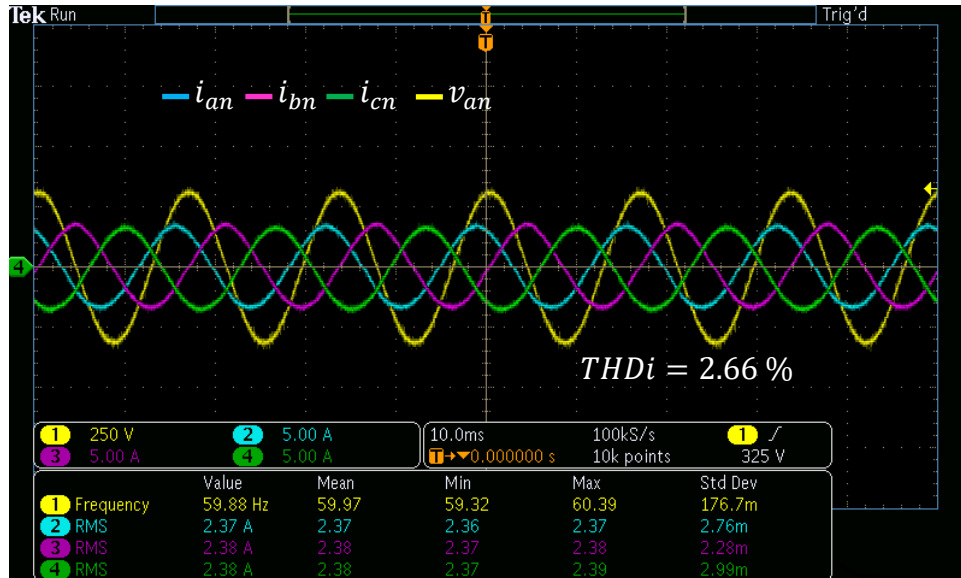 Tek Run Trig'd
T
T
i_an i_bn i_cn v_an
4
THDi = 2.66 %
1 250 V 2 5.00 A 10.0ms 100kS/s 1
3 5.00 A 4 5.00 A T→▼0.000000 s 10k points 325 V
Value Mean Min Max Std Dev
1 Frequency 59.88 Hz 59.97 59.32 60.39 176.7m
2 RMS 2.37 A 2.37 2.36 2.37 2.76m
3 RMS 2.38 A 2.38 2.37 2.38 2.28m
4 RMS 2.38 A 2.38 2.37 2.39 2.99m